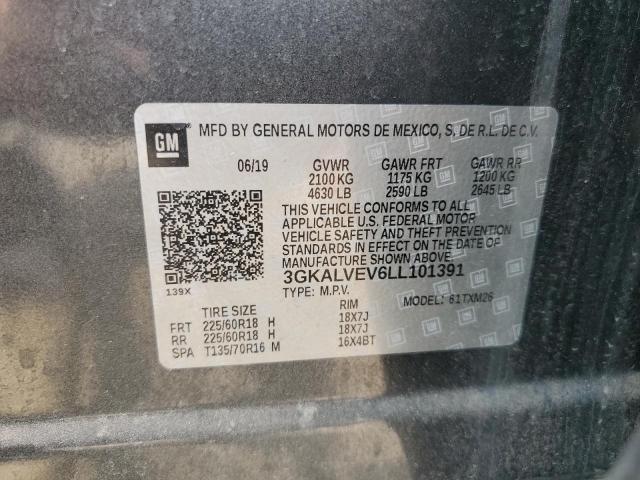 GM
MFD BY GENERAL MOTORS DE MEXICO, S. DE R.L. DE C.V.
06/19 GVWR GAWR FRT GAWR RR
2100 KG 1175 KG 1200 KG
4630 LB 2590 LB 2645 LB
THIS VEHICLE CONFORMS TO ALL
APPLICABLE U.S. FEDERAL MOTOR
VEHICLE SAFETY AND THEFT PREVENTION
STANDARDS IN EFFECT ON THE DATE OF
MANUFACTURE SHOWN ABOVE.
3GKALVEV6LL101391
139X
TYPE: M.P.V. MODEL: 61TXM26
TIRE SIZE RIM
FRT 225/60R18 H 18X7J
RR 225/60R18 H 18X7J
SPA T135/70R16 M 16X4BT